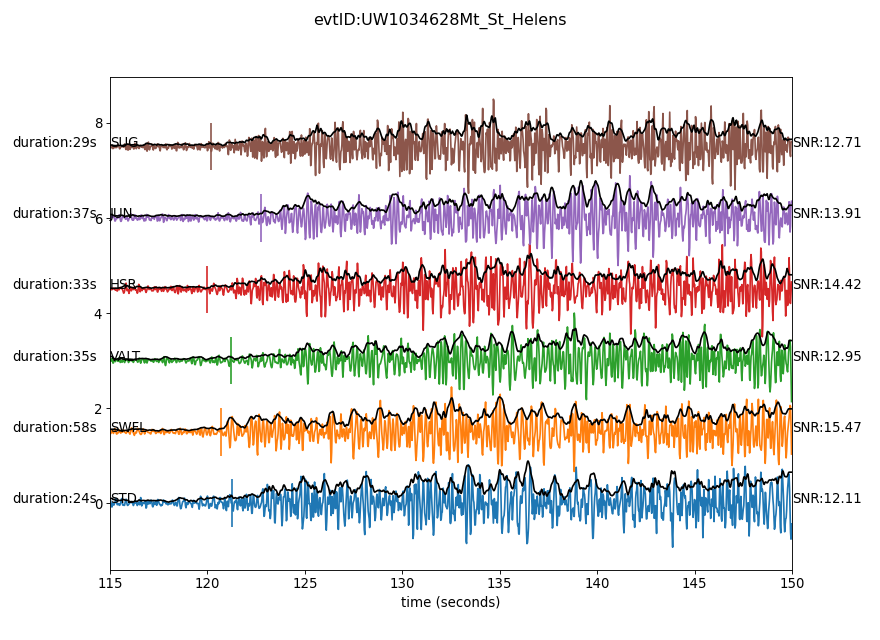 evtID:UW1034628Mt_St_Helens
8
duration:29s SUG SNR:12.71
duration:37s JUN SNR:13.91
6
duration:33s HSR SNR:14.42
4
duration:35s VALT SNR:12.95
2
duration:58s SWFL SNR:15.47
duration:24s STD SNR:12.11
0
115 120 125 130 135 140 145 150
time (seconds)